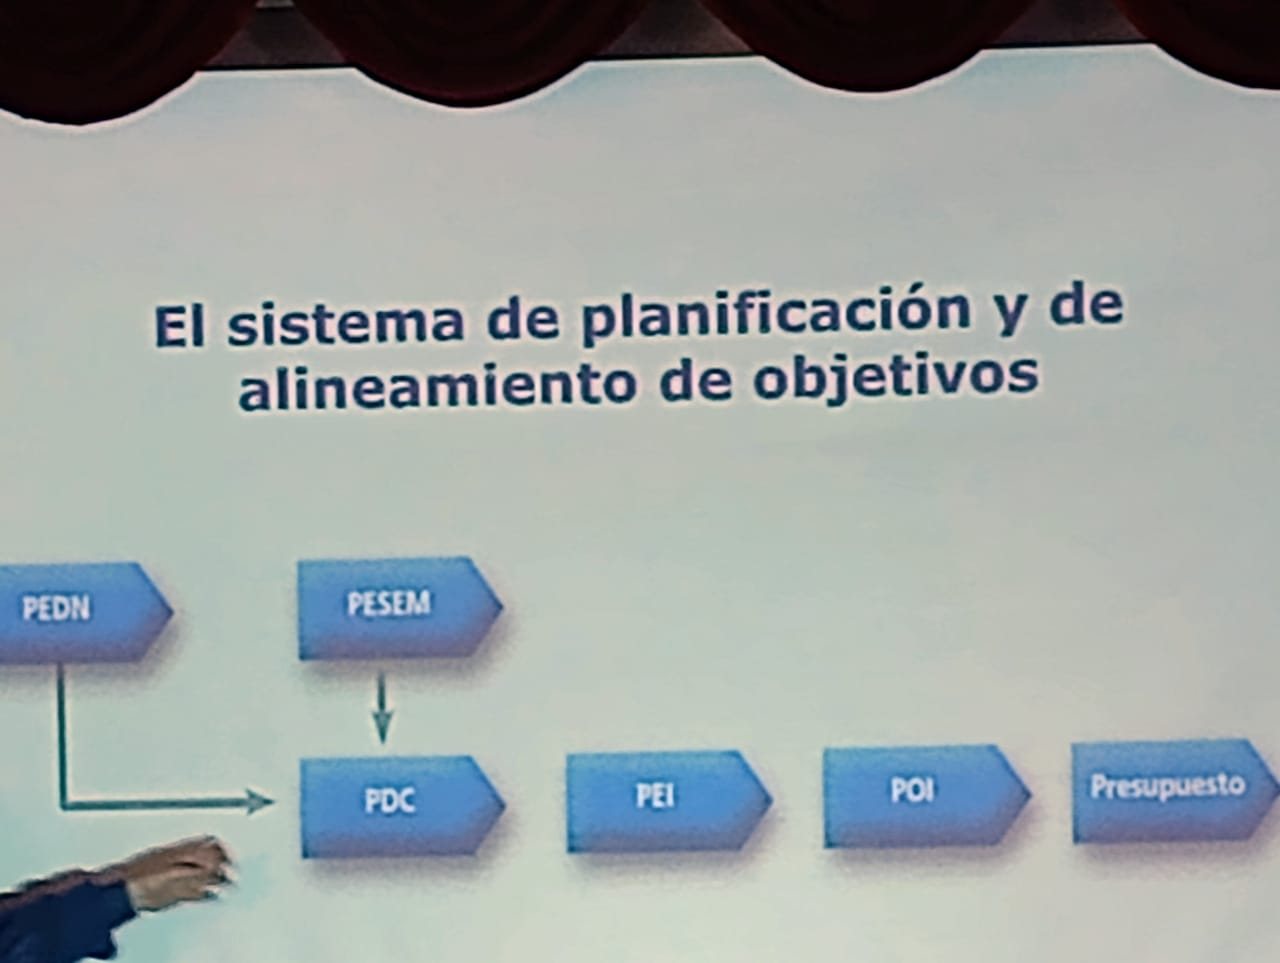 El sistema de planificación y de
alineamiento de objetivos
PEDN
PESEM
PDC
PEI
POI
Presupuesto